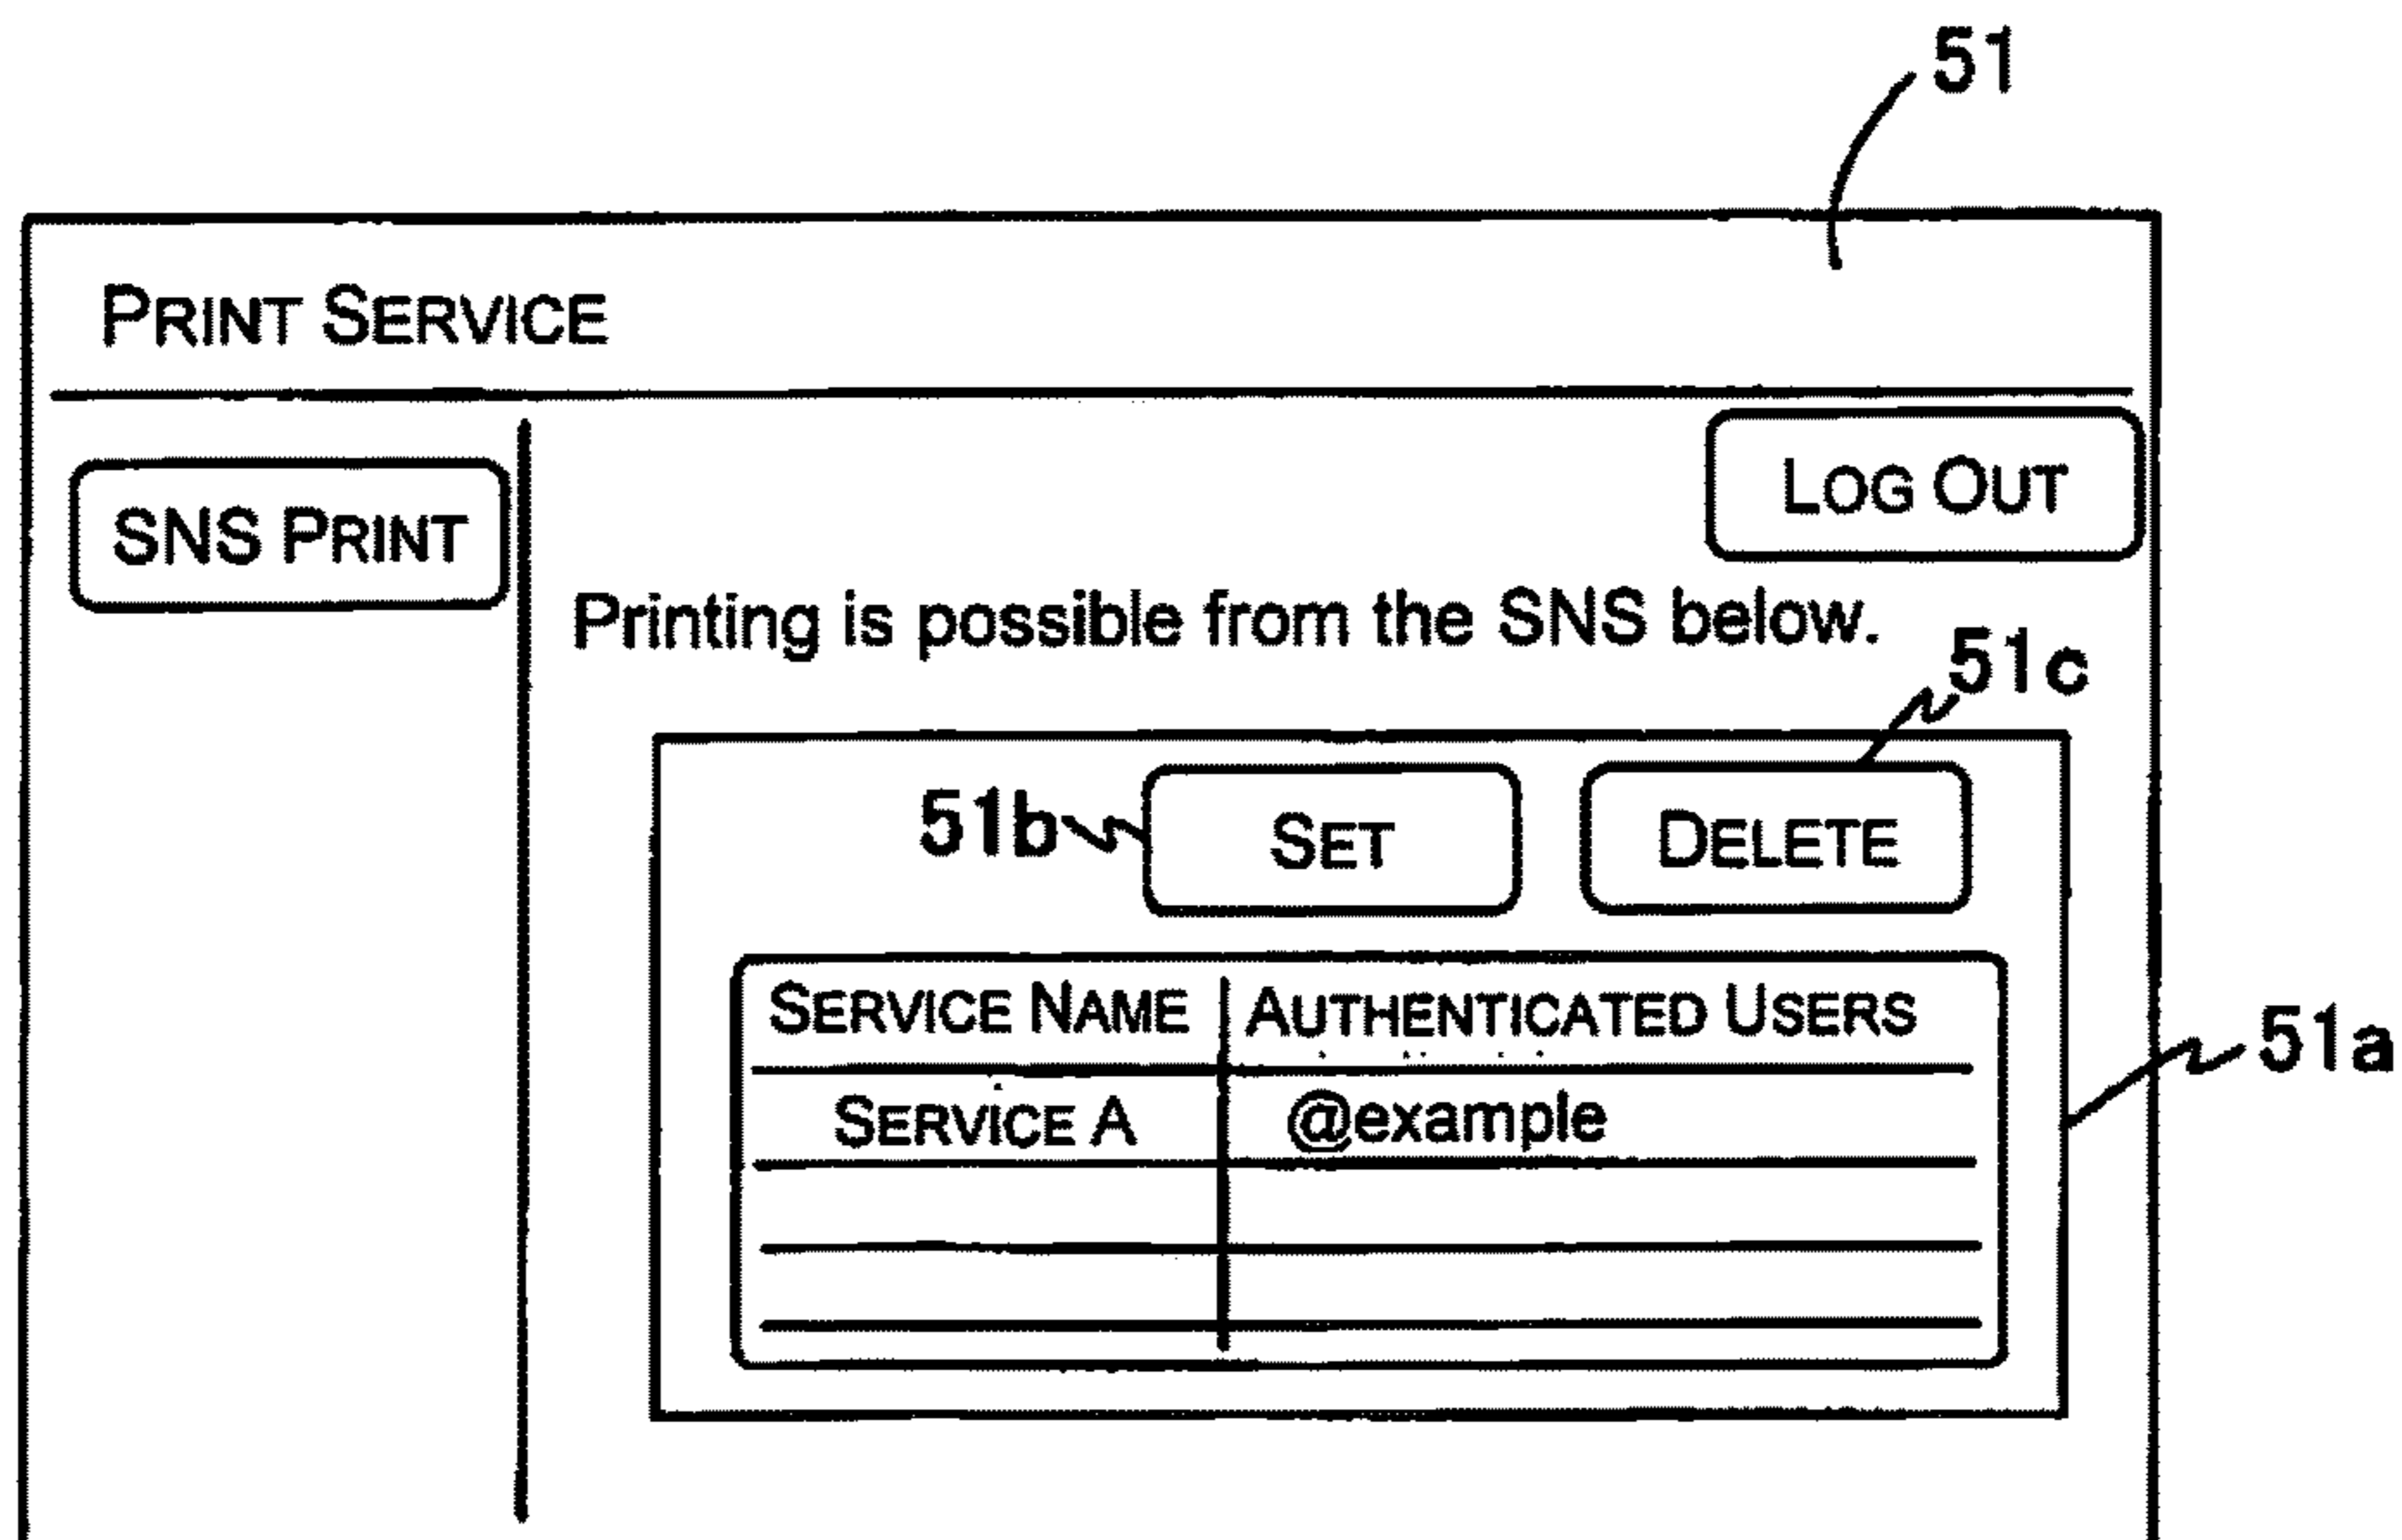 51
PRINT SERVICE
LOG OUT
SNS PRINT
Printing is possible from the SNS below.
51c
51b SET DELETE
SERVICE NAME AUTHENTICATED USERS
51a
SERVICE A @example